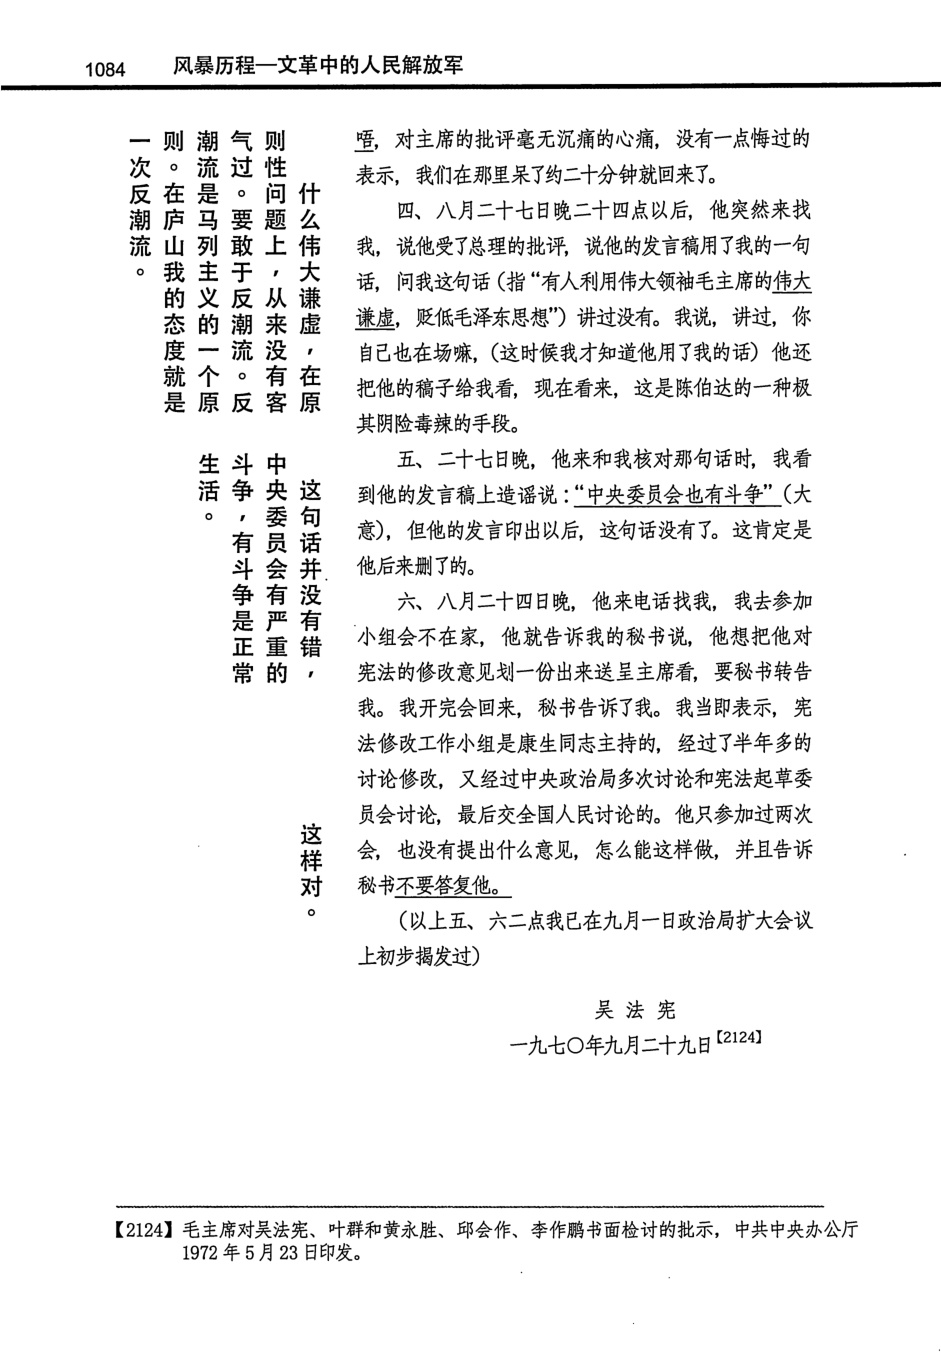 1084 风暴历程—文革中的人民解放军
唔，对主席的批评毫无沉痛的心痛，没有一点悔过的
表示，我们在那里呆了约二十分钟就回来了。
四、八月二十七日晚二十四点以后，他突然来找
我，说他受了总理的批评，说他的发言稿用了我的一句
话，问我这句话（指“有人利用伟大领袖毛主席的伟大
谦虚，贬低毛泽东思想”）讲过没有。我说，讲过，你
自己也在场嘛，（这时候我才知道他用了我的话）他还
把他的稿子给我看，现在看来，这是陈伯达的一种极
其阴险毒辣的手段。
五、二十七日晚，他来和我核对那句话时，我看
到他的发言稿上造谣说：“中央委员会也有斗争”（大
意），但他的发言印出以后，这句话没有了。这肯定是
他后来删了的。
六、八月二十四日晚，他来电话找我，我去参加
小组会不在家，他就告诉我的秘书说，他想把他对
宪法的修改意见划一份出来送呈主席看，要秘书转告
我。我开完会回来，秘书告诉了我。我当即表示，宪
法修改工作小组是康生同志主持的，经过了半年多的
讨论修改，又经过中央政治局多次讨论和宪法起草委
员会讨论，最后交全国人民讨论的。他只参加过两次
会，也没有提出什么意见，怎么能这样做，并且告诉
秘书不要答复他。
（以上五、六二点我已在九月一日政治局扩大会议
上初步揭发过）
吴法宪
一九七〇年九月二十九日【2124】
什么伟大谦虚，在原
则性问题上，从来没有客
气过。要敢于反潮流。反
潮流是马列主义的一个原
则。在庐山我的态度就是
一次反潮流。
这句话并没有错，
中央委员会有严重的
斗争，有斗争是正常
生活。
这样对。
【2124】毛主席对吴法宪、叶群和黄永胜、邱会作、李作鹏书面检讨的批示，中共中央办公厅
1972年5月23日印发。